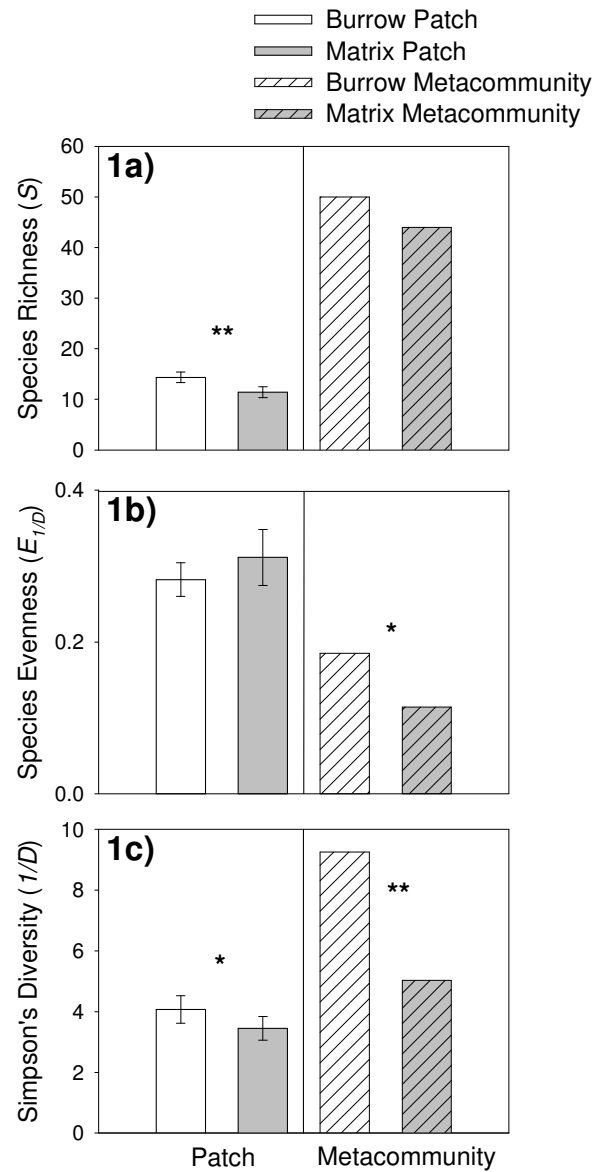 Burrow Patch
Matrix Patch
Burrow Metacommunity
Matrix Metacommunity
1a)
Species Richness (S)
60
50
40
30
20
10
0
**
1b)
Species Evenness (E1/D)
0.4
0.2
0.0
*
1c)
Simpson's Diversity (1/D)
10
8
6
4
2
0
*
**
Patch
Metacommunity